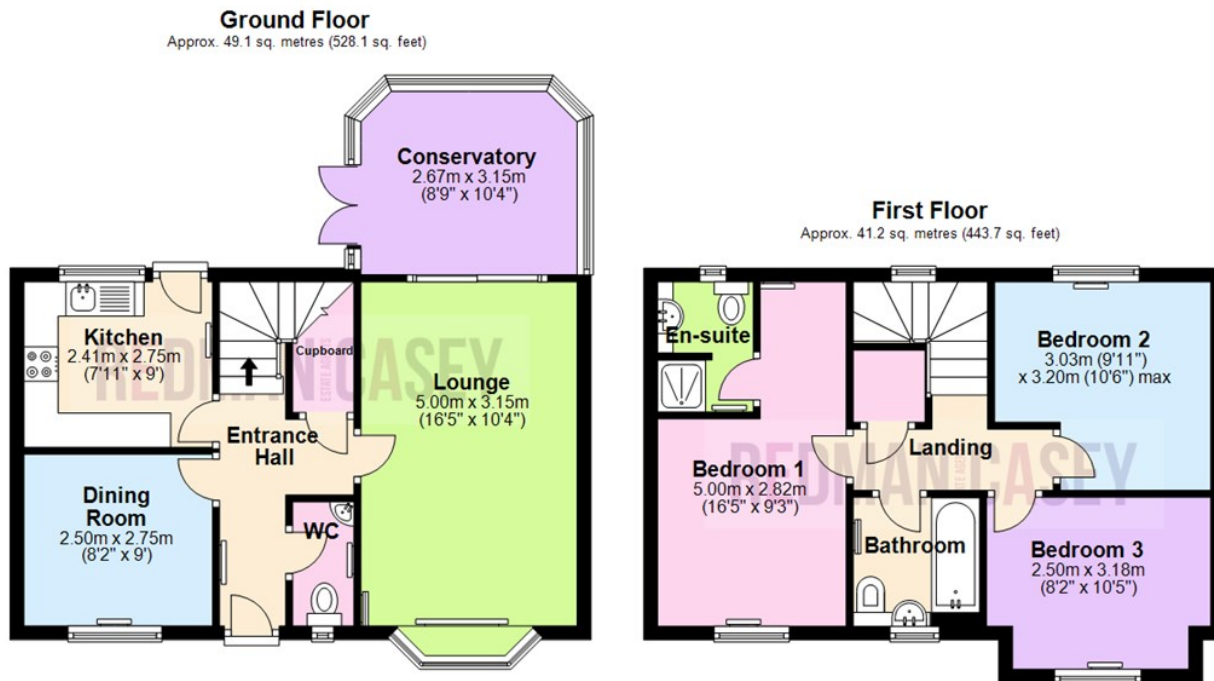 Ground Floor
Approx. 49.1 sq. metres (528.1 sq. feet)
Conservatory
2.67m x 3.15m
(8'9" x 10'4")
Kitchen
2.41m x 2.75m
(7'11" x 9')
Cupboard
Lounge
5.00m x 3.15m
(16'5" x 10'4")
Entrance
Hall
Dining
Room
2.50m x 2.75m
(8'2" x 9')
WC
REDMAN CASEY
ESTATE AGENTS
First Floor
Approx. 41.2 sq. metres (443.7 sq. feet)
En-suite
Bedroom 2
3.03m (9'11")
x 3.20m (10'6") max
Landing
Bedroom 1
5.00m x 2.82m
(16'5" x 9'3")
Bathroom
Bedroom 3
2.50m x 3.18m
(8'2" x 10'5")
REDMAN CASEY